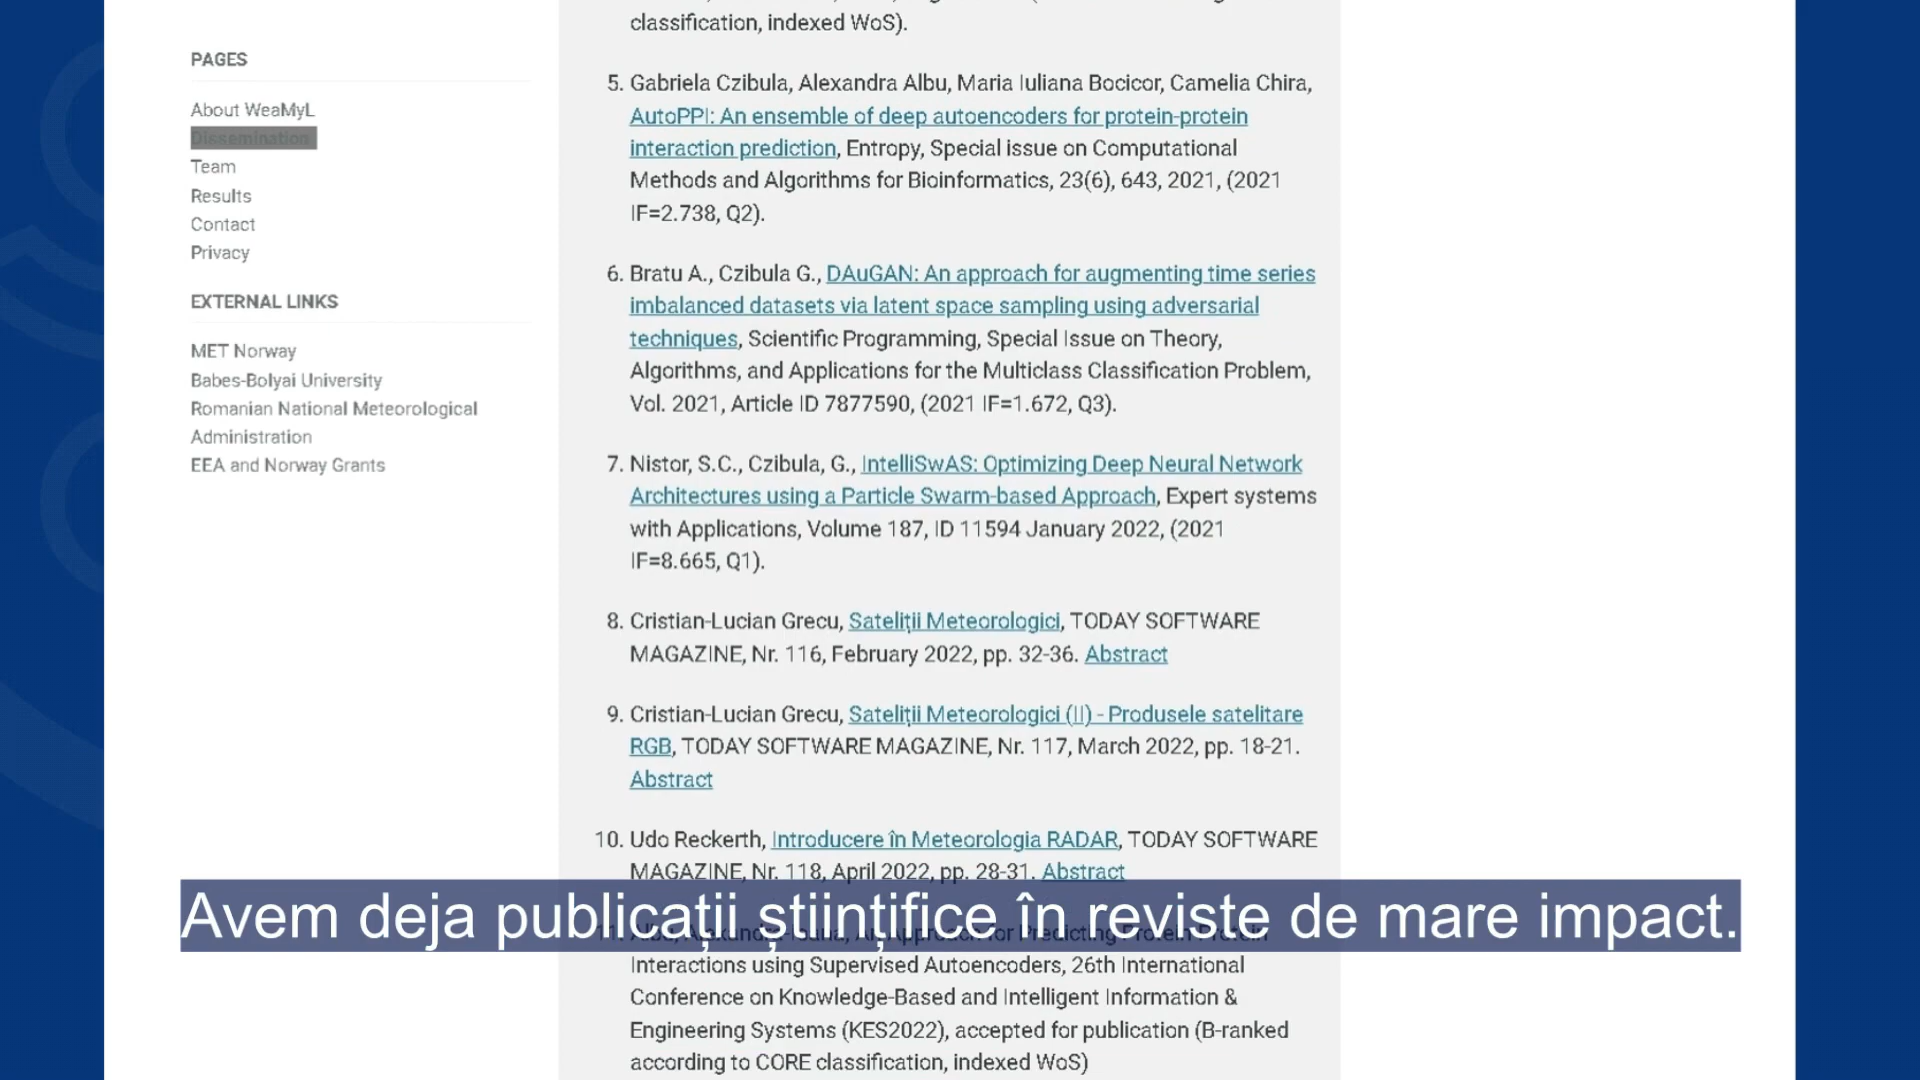 classification, indexed WoS).
PAGES
About WeaMyL
Dissemination
Team
Results
Contact
Privacy
EXTERNAL LINKS
MET Norway
Babes-Bolyai University
Romanian National Meteorological
Administration
EEA and Norway Grants
5. Gabriela Czibula, Alexandra Albu, Maria Iuliana Bocicor, Camelia Chira,
AutoPPI: An ensemble of deep autoencoders for protein-protein
interaction prediction, Entropy, Special issue on Computational
Methods and Algorithms for Bioinformatics, 23(6), 643, 2021, (2021
IF=2.738, Q2).
6. Bratu A., Czibula G., DAuGAN: An approach for augmenting time series
imbalanced datasets via latent space sampling using adversarial
techniques, Scientific Programming, Special Issue on Theory,
Algorithms, and Applications for the Multiclass Classification Problem,
Vol. 2021, Article ID 7877590, (2021 IF=1.672, Q3).
7. Nistor, S.C., Czibula, G., IntelliSwAS: Optimizing Deep Neural Network
Architectures using a Particle Swarm-based Approach, Expert systems
with Applications, Volume 187, ID 11594 January 2022, (2021
IF=8.665, Q1).
8. Cristian-Lucian Grecu, Sateliții Meteorologici, TODAY SOFTWARE
MAGAZINE, Nr. 116, February 2022, pp. 32-36. Abstract
9. Cristian-Lucian Grecu, Sateliții Meteorologici (II) - Produsele satelitare
RGB, TODAY SOFTWARE MAGAZINE, Nr. 117, March 2022, pp. 18-21.
Abstract
10. Udo Reckerth, Introducere în Meteorologia RADAR, TODAY SOFTWARE
MAGAZINE, Nr. 118, April 2022, pp. 28-31. Abstract
Avem deja publicații științifice în reviste de mare impact.
11. Albu, Alexandra-Ioana, An Approach for Predicting Protein-Protein
Interactions using Supervised Autoencoders, 26th International
Conference on Knowledge-Based and Intelligent Information &
Engineering Systems (KES2022), accepted for publication (B-ranked
according to CORE classification, indexed WoS)